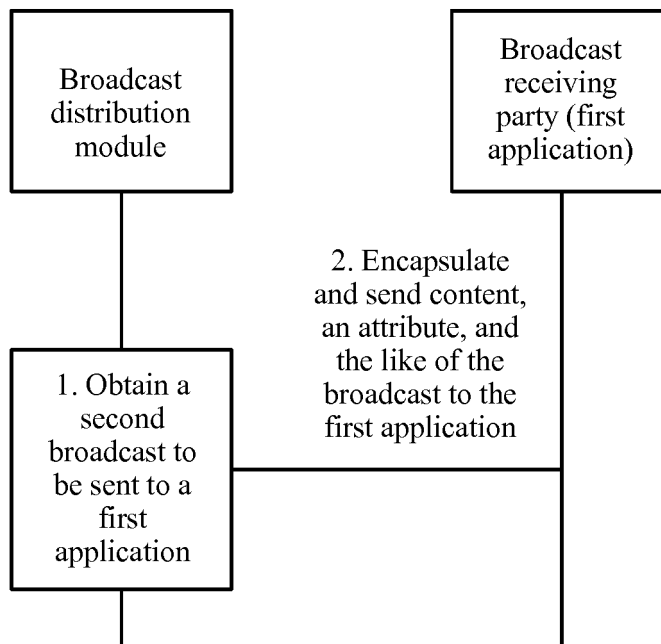 Broadcast
distribution
module
Broadcast
receiving
party (first
application)
2. Encapsulate
and send content,
an attribute, and
the like of the
broadcast to the
first application
1. Obtain a
second
broadcast to
be sent to a
first
application